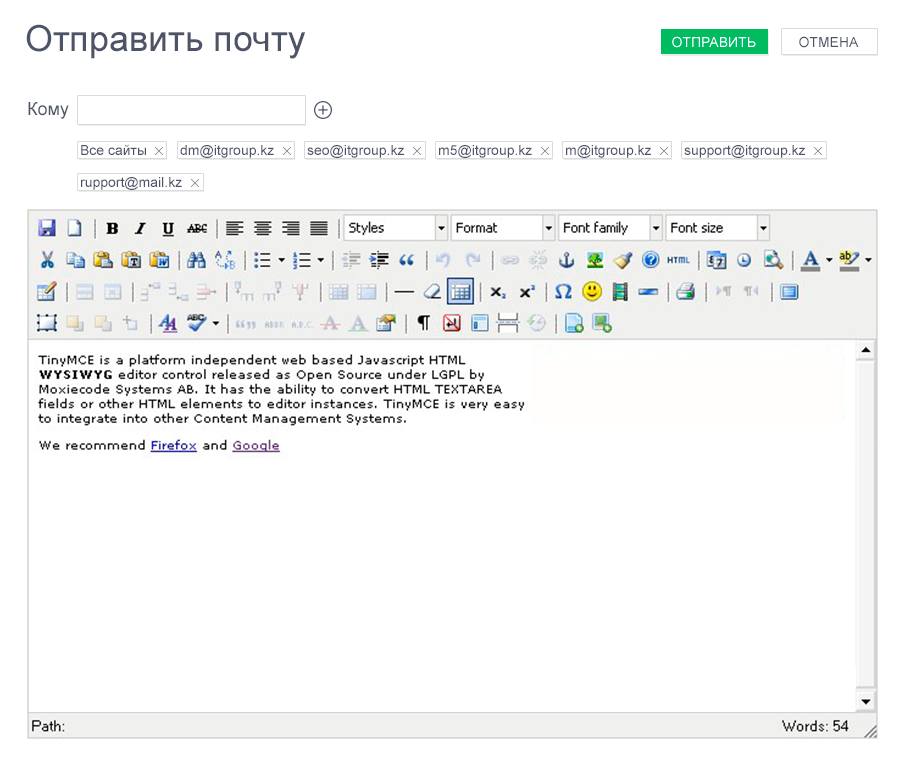 Отправить почту
ОТПРАВИТЬ
ОТМЕНА
Кому
Все сайты
dm@itgroup.kz
seo@itgroup.kz
m5@itgroup.kz
m@itgroup.kz
support@itgroup.kz
rupport@mail.kz
B I U ABC
Styles
Format
Font family
Font size
HTML
TinyMCE is a platform independent web based Javascript HTML
WYSIWYG editor control released as Open Source under LGPL by
Moxiecode Systems AB. It has the ability to convert HTML TEXTAREA
fields or other HTML elements to editor instances. TinyMCE is very easy
to integrate into other Content Management Systems.
We recommend Firefox and Google
Path:
Words: 54